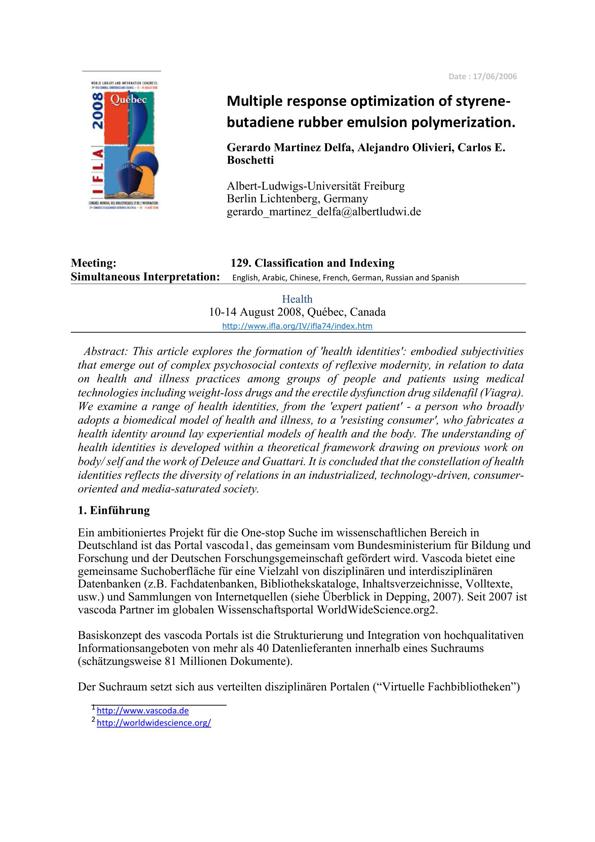 Date : 17/06/2006
WORLD LIBRARY AND INFORMATION CONGRESS:
Québec
IFLA 2008
Multiple response optimization of styrene-
butadiene rubber emulsion polymerization.
Gerardo Martinez Delfa, Alejandro Olivieri, Carlos E.
Boschetti
Albert-Ludwigs-Universität Freiburg
Berlin Lichtenberg, Germany
gerardo_martinez_delfa@albertludwi.de
Meeting: 129. Classification and Indexing
Simultaneous Interpretation: English, Arabic, Chinese, French, German, Russian and Spanish
Health
10-14 August 2008, Québec, Canada
http://www.ifla.org/IV/ifla74/index.htm
Abstract: This article explores the formation of 'health identities': embodied subjectivities
that emerge out of complex psychosocial contexts of reflexive modernity, in relation to data
on health and illness practices among groups of people and patients using medical
technologies including weight-loss drugs and the erectile dysfunction drug sildenafil (Viagra).
We examine a range of health identities, from the 'expert patient' - a person who broadly
adopts a biomedical model of health and illness, to a 'resisting consumer', who fabricates a
health identity around lay experiential models of health and the body. The understanding of
health identities is developed within a theoretical framework drawing on previous work on
body/ self and the work of Deleuze and Guattari. It is concluded that the constellation of health
identities reflects the diversity of relations in an industrialized, technology-driven, consumer-
oriented and media-saturated society.
1. Einführung
Ein ambitioniertes Projekt für die One-stop Suche im wissenschaftlichen Bereich in
Deutschland ist das Portal vascoda1, das gemeinsam vom Bundesministerium für Bildung und
Forschung und der Deutschen Forschungsgemeinschaft gefördert wird. Vascoda bietet eine
gemeinsame Suchoberfläche für eine Vielzahl von disziplinären und interdisziplinären
Datenbanken (z.B. Fachdatenbanken, Bibliothekskataloge, Inhaltsverzeichnisse, Volltexte,
usw.) und Sammlungen von Internetquellen (siehe Überblick in Depping, 2007). Seit 2007 ist
vascoda Partner im globalen Wissenschaftsportal WorldWideScience.org2.
Basiskonzept des vascoda Portals ist die Strukturierung und Integration von hochqualitativen
Informationsangeboten von mehr als 40 Datenlieferanten innerhalb eines Suchraums
(schätzungsweise 81 Millionen Dokumente).
Der Suchraum setzt sich aus verteilten disziplinären Portalen (“Virtuelle Fachbibliotheken”)
1 http://www.vascoda.de
2 http://worldwidescience.org/